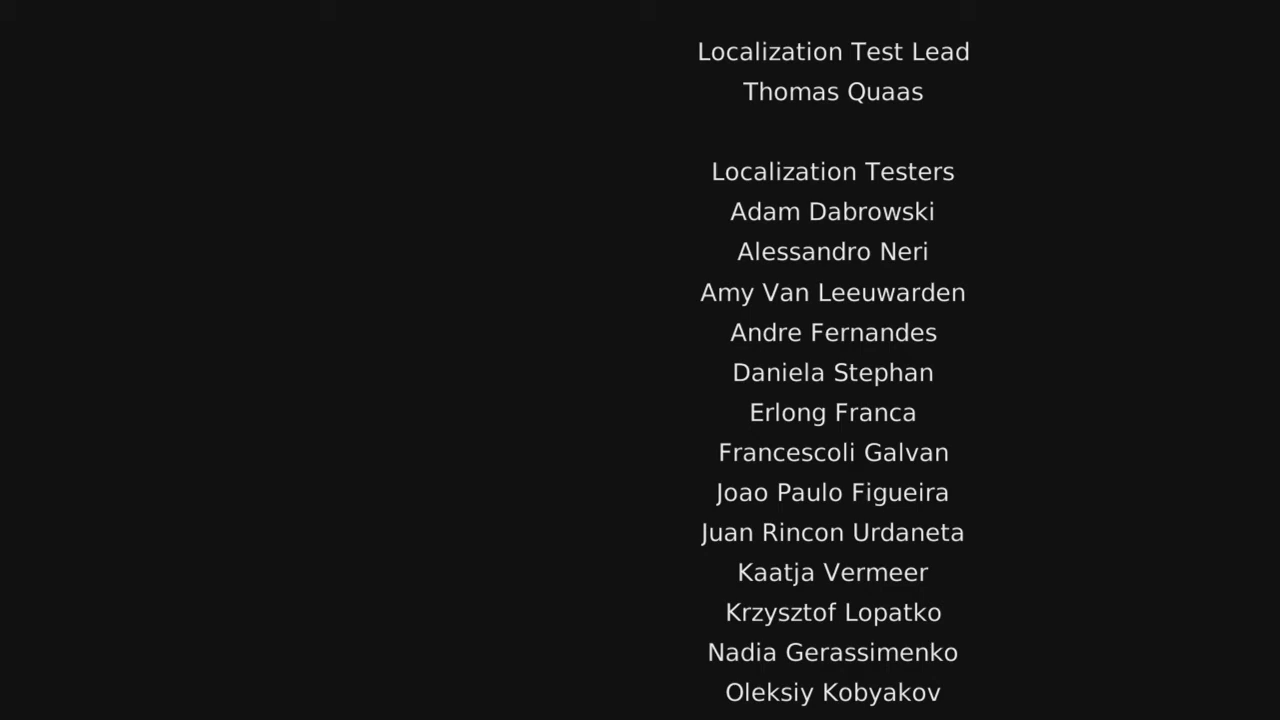 Localization Test Lead
Thomas Quaas
Localization Testers
Adam Dabrowski
Alessandro Neri
Amy Van Leeuwarden
Andre Fernandes
Daniela Stephan
Erlong Franca
Francescoli Galvan
Joao Paulo Figueira
Juan Rincon Urdaneta
Kaatja Vermeer
Krzysztof Lopatko
Nadia Gerassimenko
Oleksiy Kobyakov